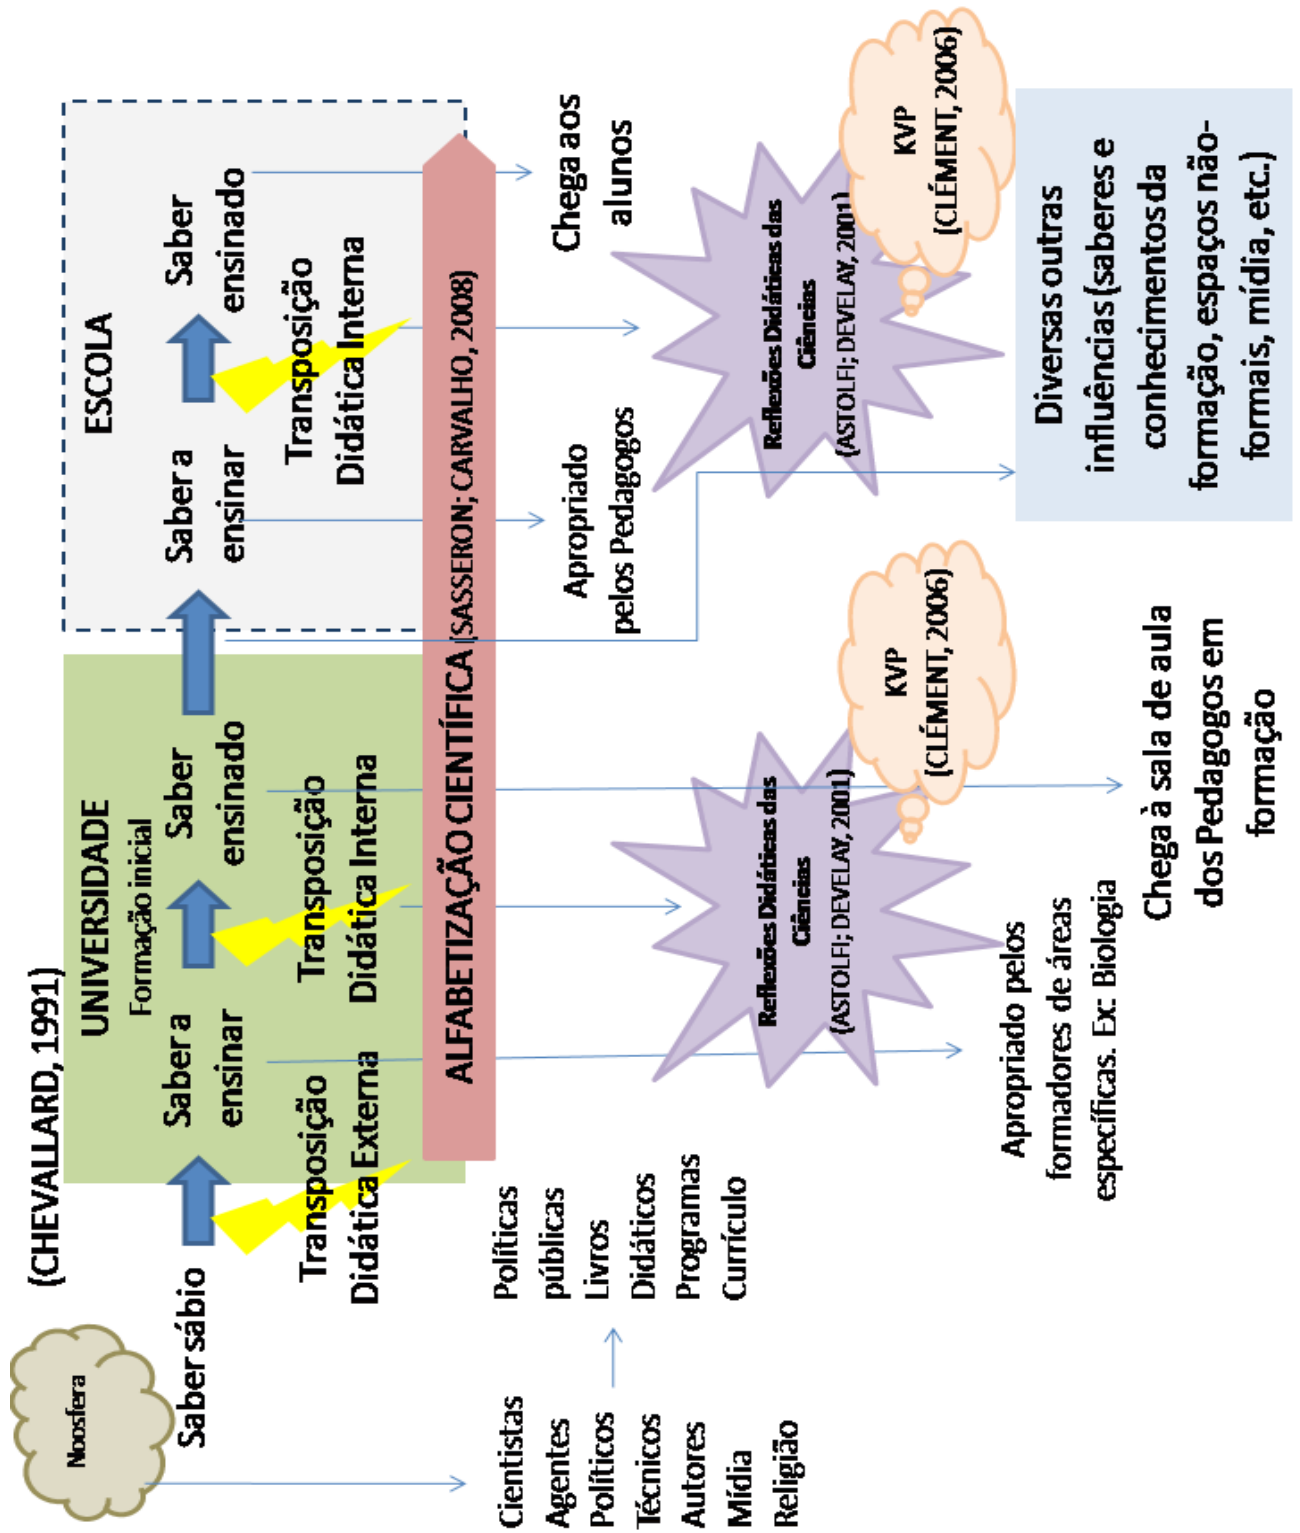 Noosfera
(CHEVALLARD, 1991)
Saber sábio
UNIVERSIDADE
Formação inicial
Saber a
ensinar
Saber
ensinado
ESCOLA
Saber a
ensinar
Saber
ensinado
Transposição
Didática Externa
Transposição
Didática Interna
Transposição
Didática Interna
ALFABETIZAÇÃO CIENTÍFICA (SASSERON; CARVALHO, 2008)
Cientistas
Agentes
Políticos
Técnicos
Autores
Mídia
Religião
Políticas
públicas
Livros
Didáticos
Programas
Currículo
Apropriado
pelos Pedagogos
Chega aos
alunos
Reflexões Didáticas das
Ciências
(ASTOLFI; DEVELAY, 2001)
KVP
(CLÉMENT, 2006)
Reflexões Didáticas das
Ciências
(ASTOLFI; DEVELAY, 2001)
KVP
(CLÉMENT, 2006)
Apropriado pelos
formadores de áreas
específicas. Ex: Biologia
Chega à sala de aula
dos Pedagogos em
formação
Diversas outras
influências (saberes e
conhecimentos da
formação, espaços não-
formais, mídia, etc.)